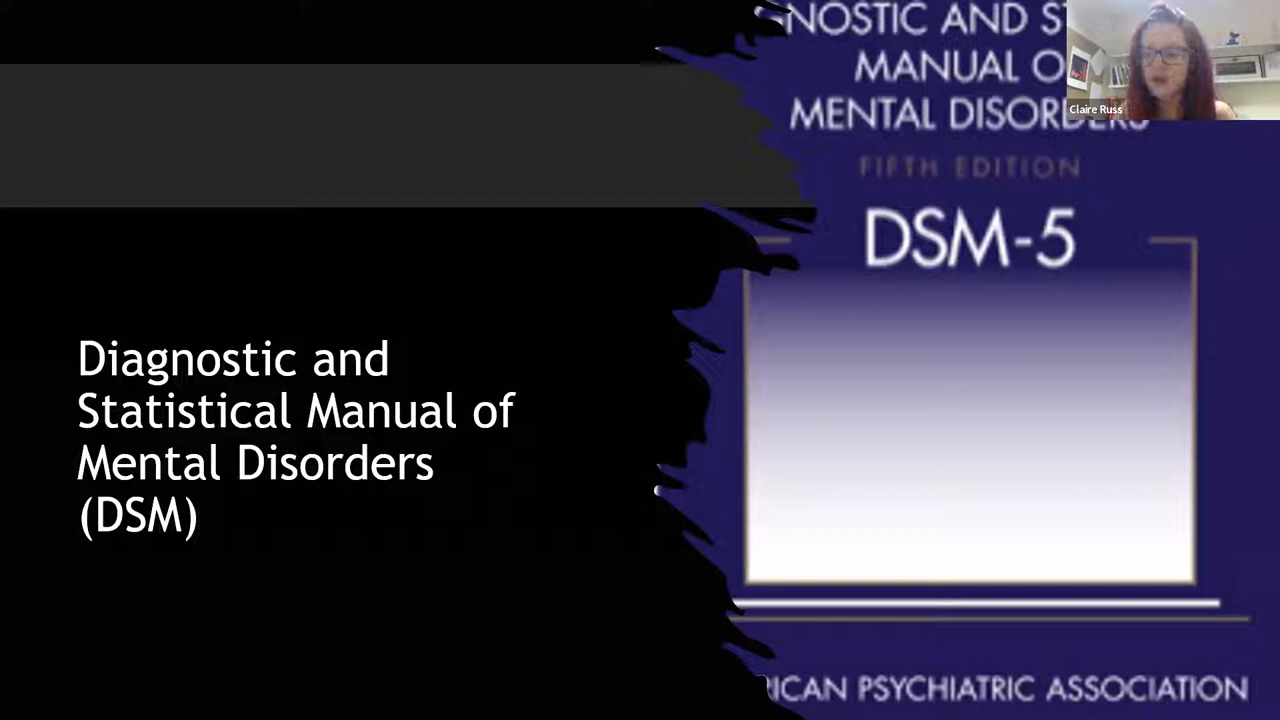 Diagnostic and
Statistical Manual of
Mental Disorders
(DSM)
NOSTIC AND ST
MANUAL O
MENTAL DISORDERS
FIFTH EDITION
DSM-5
RICAN PSYCHIATRIC ASSOCIATION
Claire Russ